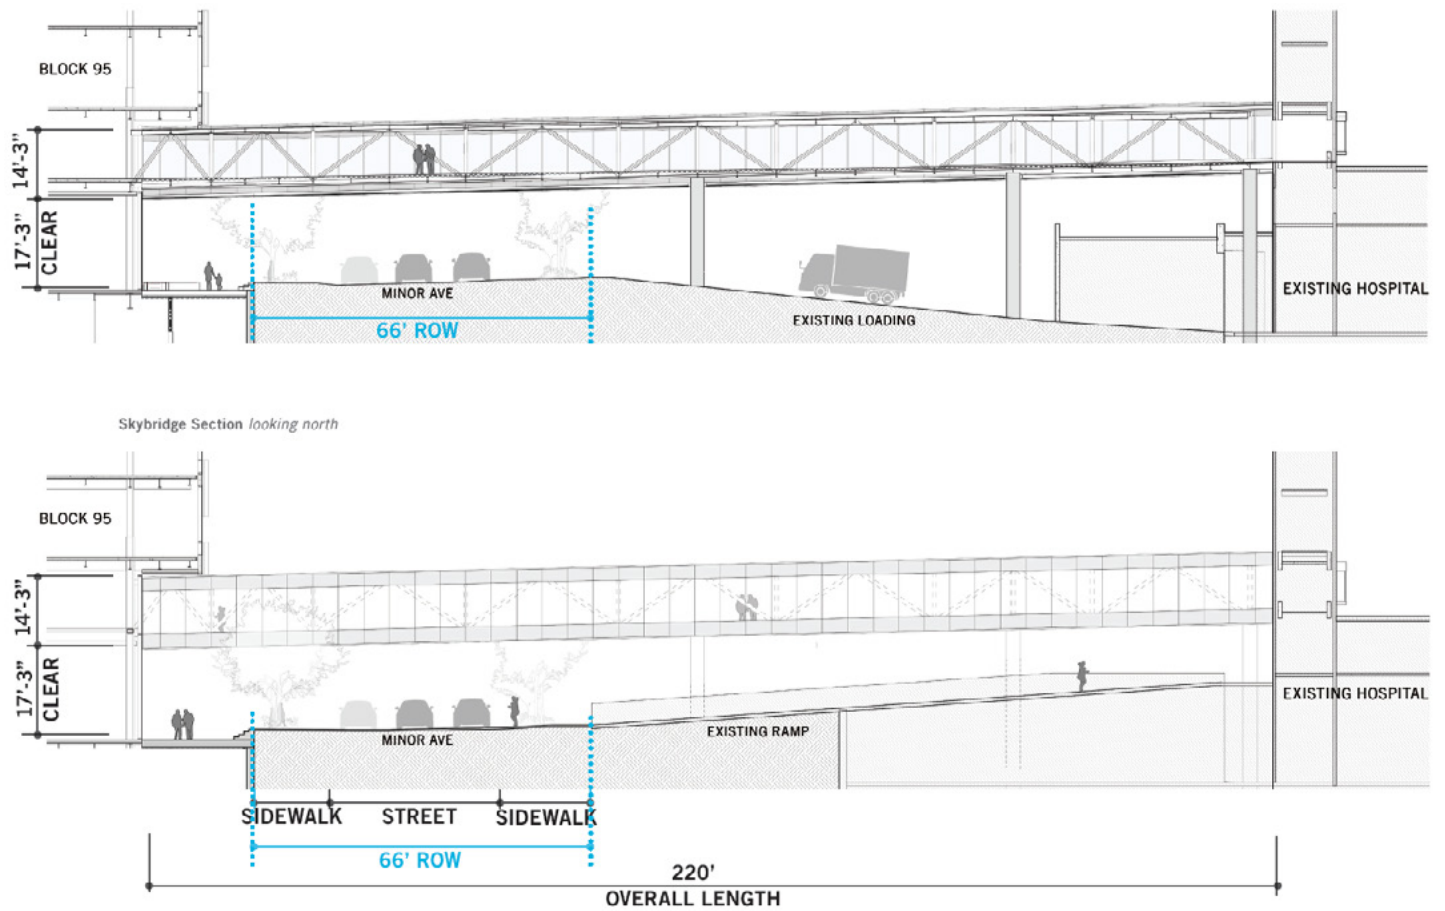 BLOCK 95
14'-3"
17'-3"
CLEAR
MINOR AVE
66' ROW
EXISTING LOADING
EXISTING HOSPITAL
Skybridge Section looking north
BLOCK 95
14'-3"
17'-3"
CLEAR
MINOR AVE
EXISTING RAMP
EXISTING HOSPITAL
SIDEWALK STREET SIDEWALK
66' ROW
220'
OVERALL LENGTH